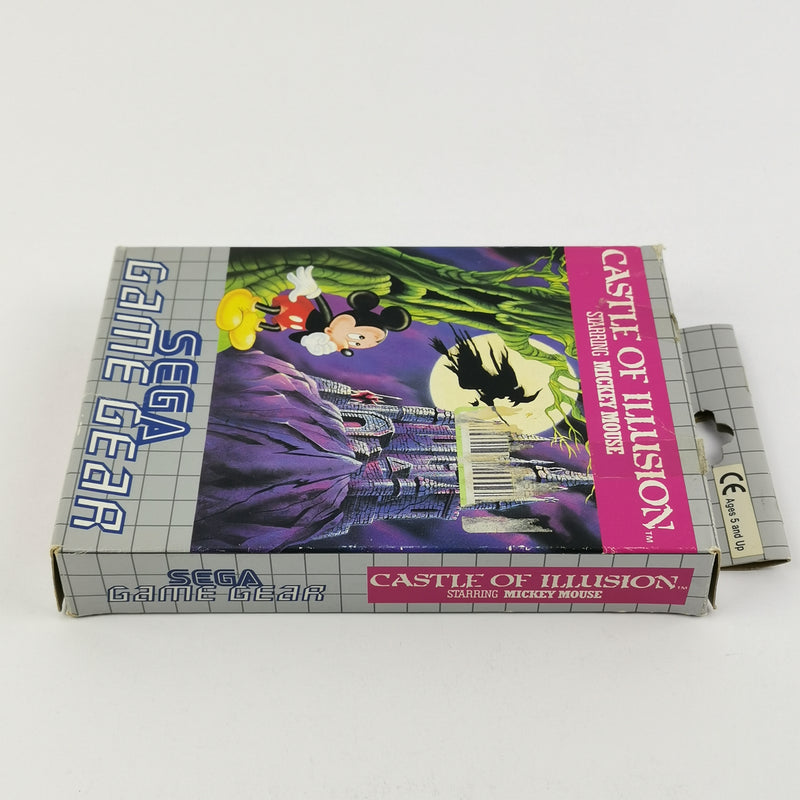 CASTLE OF ILLUSION™
STARRING MICKEY MOUSE
SEGA
GAME GEAR
CE
Ages 5 and Up
SEGA
GAME GEAR
CASTLE OF ILLUSION™
STARRING MICKEY MOUSE